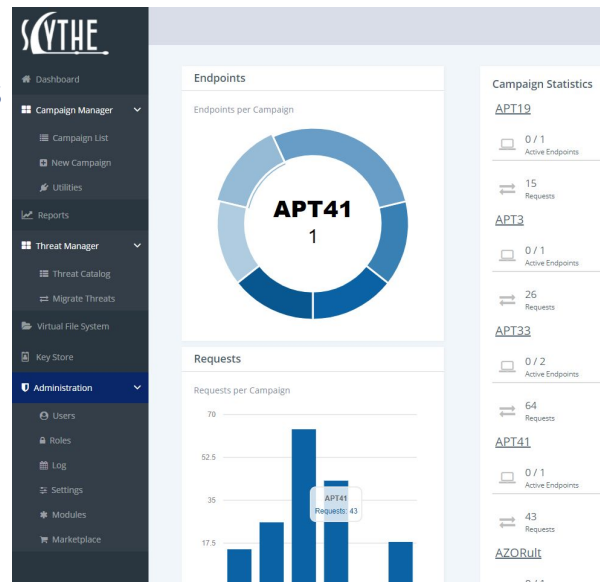 SCYTHE
Dashboard
Campaign Manager
Campaign List
New Campaign
Utilities
Reports
Threat Manager
Threat Catalog
Migrate Threats
Virtual File System
Key Store
Administration
Users
Roles
Log
Settings
Modules
Marketplace
Endpoints
Endpoints per Campaign
APT41
1
Requests
Requests per Campaign
70
52.5
35
17.5
APT41
Requests: 43
Campaign Statistics
APT19
0 / 1
Active Endpoints
15
Requests
APT3
0 / 1
Active Endpoints
26
Requests
APT33
0 / 2
Active Endpoints
64
Requests
APT41
0 / 1
Active Endpoints
43
Requests
AZORult